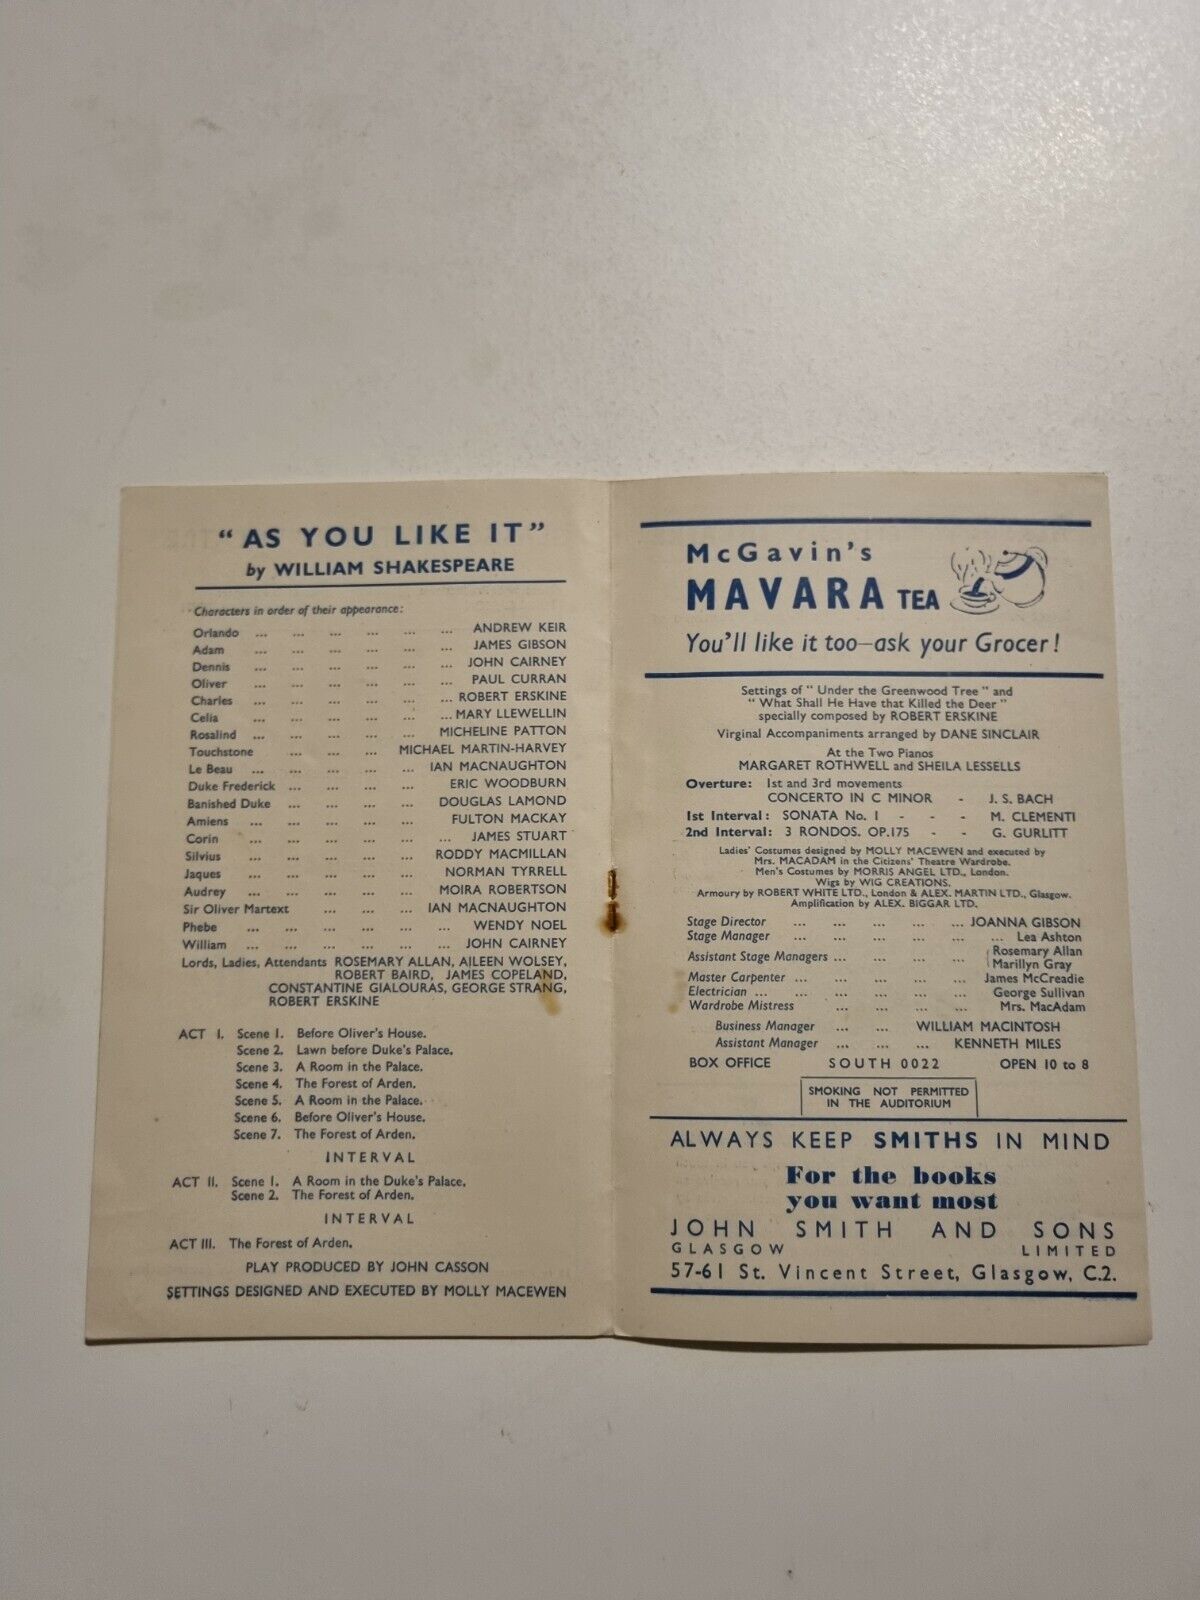 " AS YOU LIKE IT "
by WILLIAM SHAKESPEARE
Characters in order of their appearance:
Orlando ... ... ... ... ... ... ANDREW KEIR
Adam ... ... ... ... ... ... JAMES GIBSON
Dennis ... ... ... ... ... ... JOHN CAIRNEY
Oliver ... ... ... ... ... ... PAUL CURRAN
Charles ... ... ... ... ... ... ROBERT ERSKINE
Celia ... ... ... ... ... ... MARY LLEWELLIN
Rosalind ... ... ... ... ... MICHELINE PATTON
Touchstone ... ... ... ... MICHAEL MARTIN-HARVEY
Le Beau ... ... ... ... ... IAN MACNAUGHTON
Duke Frederick ... ... ... ... ... ERIC WOODBURN
Banished Duke ... ... ... ... DOUGLAS LAMOND
Amiens ... ... ... ... ... FULTON MACKAY
Corin ... ... ... ... ... ... JAMES STUART
Silvius ... ... ... ... ... RODDY MACMILLAN
Jaques ... ... ... ... ... NORMAN TYRRELL
Audrey ... ... ... ... ... MOIRA ROBERTSON
Sir Oliver Martext ... ... ... IAN MACNAUGHTON
Phebe ... ... ... ... ... ... WENDY NOEL
William ... ... ... ... ... ... JOHN CAIRNEY
Lords, Ladies, Attendants ROSEMARY ALLAN, AILEEN WOLSEY,
ROBERT BAIRD, JAMES COPELAND,
CONSTANTINE GIALOURAS, GEORGE STRANG,
ROBERT ERSKINE
ACT I. Scene 1. Before Oliver's House.
Scene 2. Lawn before Duke's Palace.
Scene 3. A Room in the Palace.
Scene 4. The Forest of Arden.
Scene 5. A Room in the Palace.
Scene 6. Before Oliver's House.
Scene 7. The Forest of Arden.
INTERVAL
ACT II. Scene 1. A Room in the Duke's Palace.
Scene 2. The Forest of Arden.
INTERVAL
ACT III. The Forest of Arden.
PLAY PRODUCED BY JOHN CASSON
SETTINGS DESIGNED AND EXECUTED BY MOLLY MACEWEN
McGavin's
MAVARA TEA
You'll like it too—ask your Grocer!
Settings of " Under the Greenwood Tree " and
" What Shall He Have that Killed the Deer "
specially composed by ROBERT ERSKINE
Virginal Accompaniments arranged by DANE SINCLAIR
At the Two Pianos
MARGARET ROTHWELL and SHEILA LESSELLS
Overture: 1st and 3rd movements
CONCERTO IN C MINOR - J. S. BACH
1st Interval: SONATA No. 1 - - - M. CLEMENTI
2nd Interval: 3 RONDOS. OP.175 - - G. GURLITT
Ladies' Costumes designed by MOLLY MACEWEN and executed by
Mrs. MACADAM in the Citizens' Theatre Wardrobe.
Men's Costumes by MORRIS ANGEL LTD., London.
Wigs by WIG CREATIONS.
Armoury by ROBERT WHITE LTD., London & ALEX. MARTIN LTD., Glasgow.
Amplification by ALEX. BIGGAR LTD.
Stage Director ... ... ... ... ... JOANNA GIBSON
Stage Manager ... ... ... ... ... ... Lea Ashton
Assistant Stage Managers ... ... ... ... Rosemary Allan
Marillyn Gray
Master Carpenter ... ... ... ... ... James McCreadie
Electrician ... ... ... ... ... ... George Sullivan
Wardrobe Mistress ... ... ... ... Mrs. MacAdam
Business Manager ... ... WILLIAM MACINTOSH
Assistant Manager ... ... ... KENNETH MILES
BOX OFFICE SOUTH 0022 OPEN 10 to 8
SMOKING NOT PERMITTED
IN THE AUDITORIUM
ALWAYS KEEP SMITHS IN MIND
For the books
you want most
JOHN SMITH AND SONS
GLASGOW LIMITED
57-61 St. Vincent Street, Glasgow, C.2.